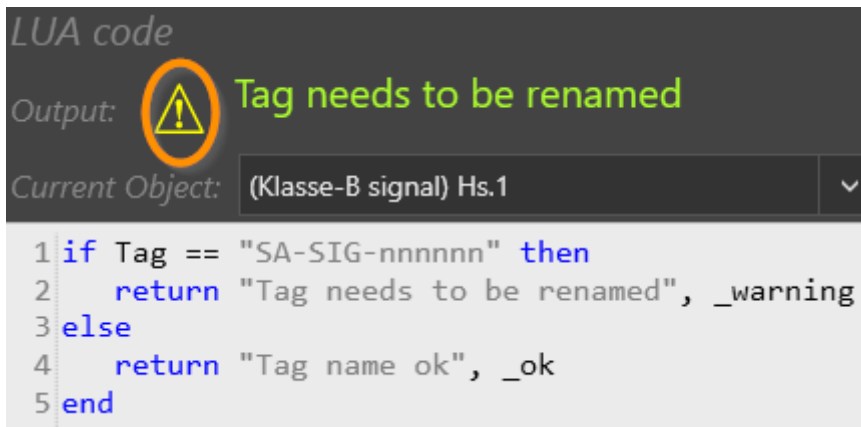 LUA code
Output: Tag needs to be renamed
Current Object: (Klasse-B signal) Hs.1
1 if Tag == "SA-SIG-nnnnnn" then
2    return "Tag needs to be renamed", _warning
3 else
4    return "Tag name ok", _ok
5 end